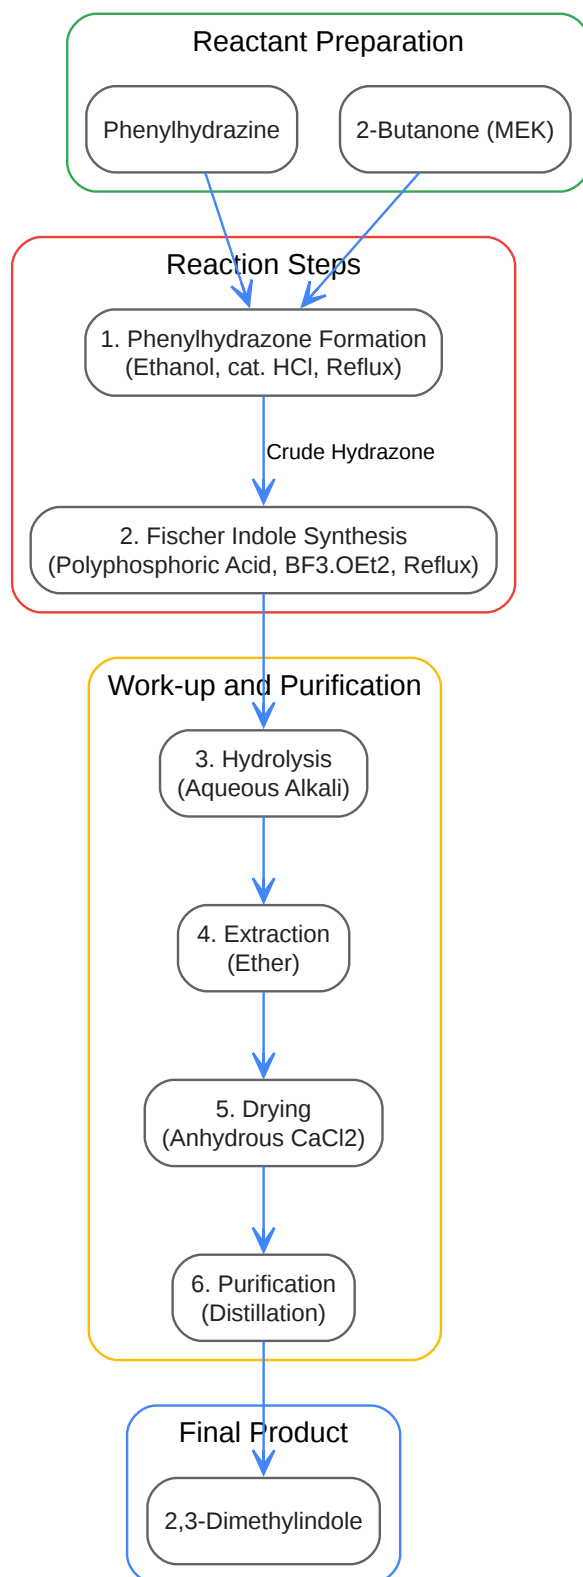 Reactant Preparation
Phenylhydrazine
2-Butanone (MEK)
Reaction Steps
1. Phenylhydrazone Formation
(Ethanol, cat. HCl, Reflux)
Crude Hydrazone
2. Fischer Indole Synthesis
(Polyphosphoric Acid, BF3.OEt2, Reflux)
Work-up and Purification
3. Hydrolysis
(Aqueous Alkali)
4. Extraction
(Ether)
5. Drying
(Anhydrous CaCl2)
6. Purification
(Distillation)
Final Product
2,3-Dimethylindole